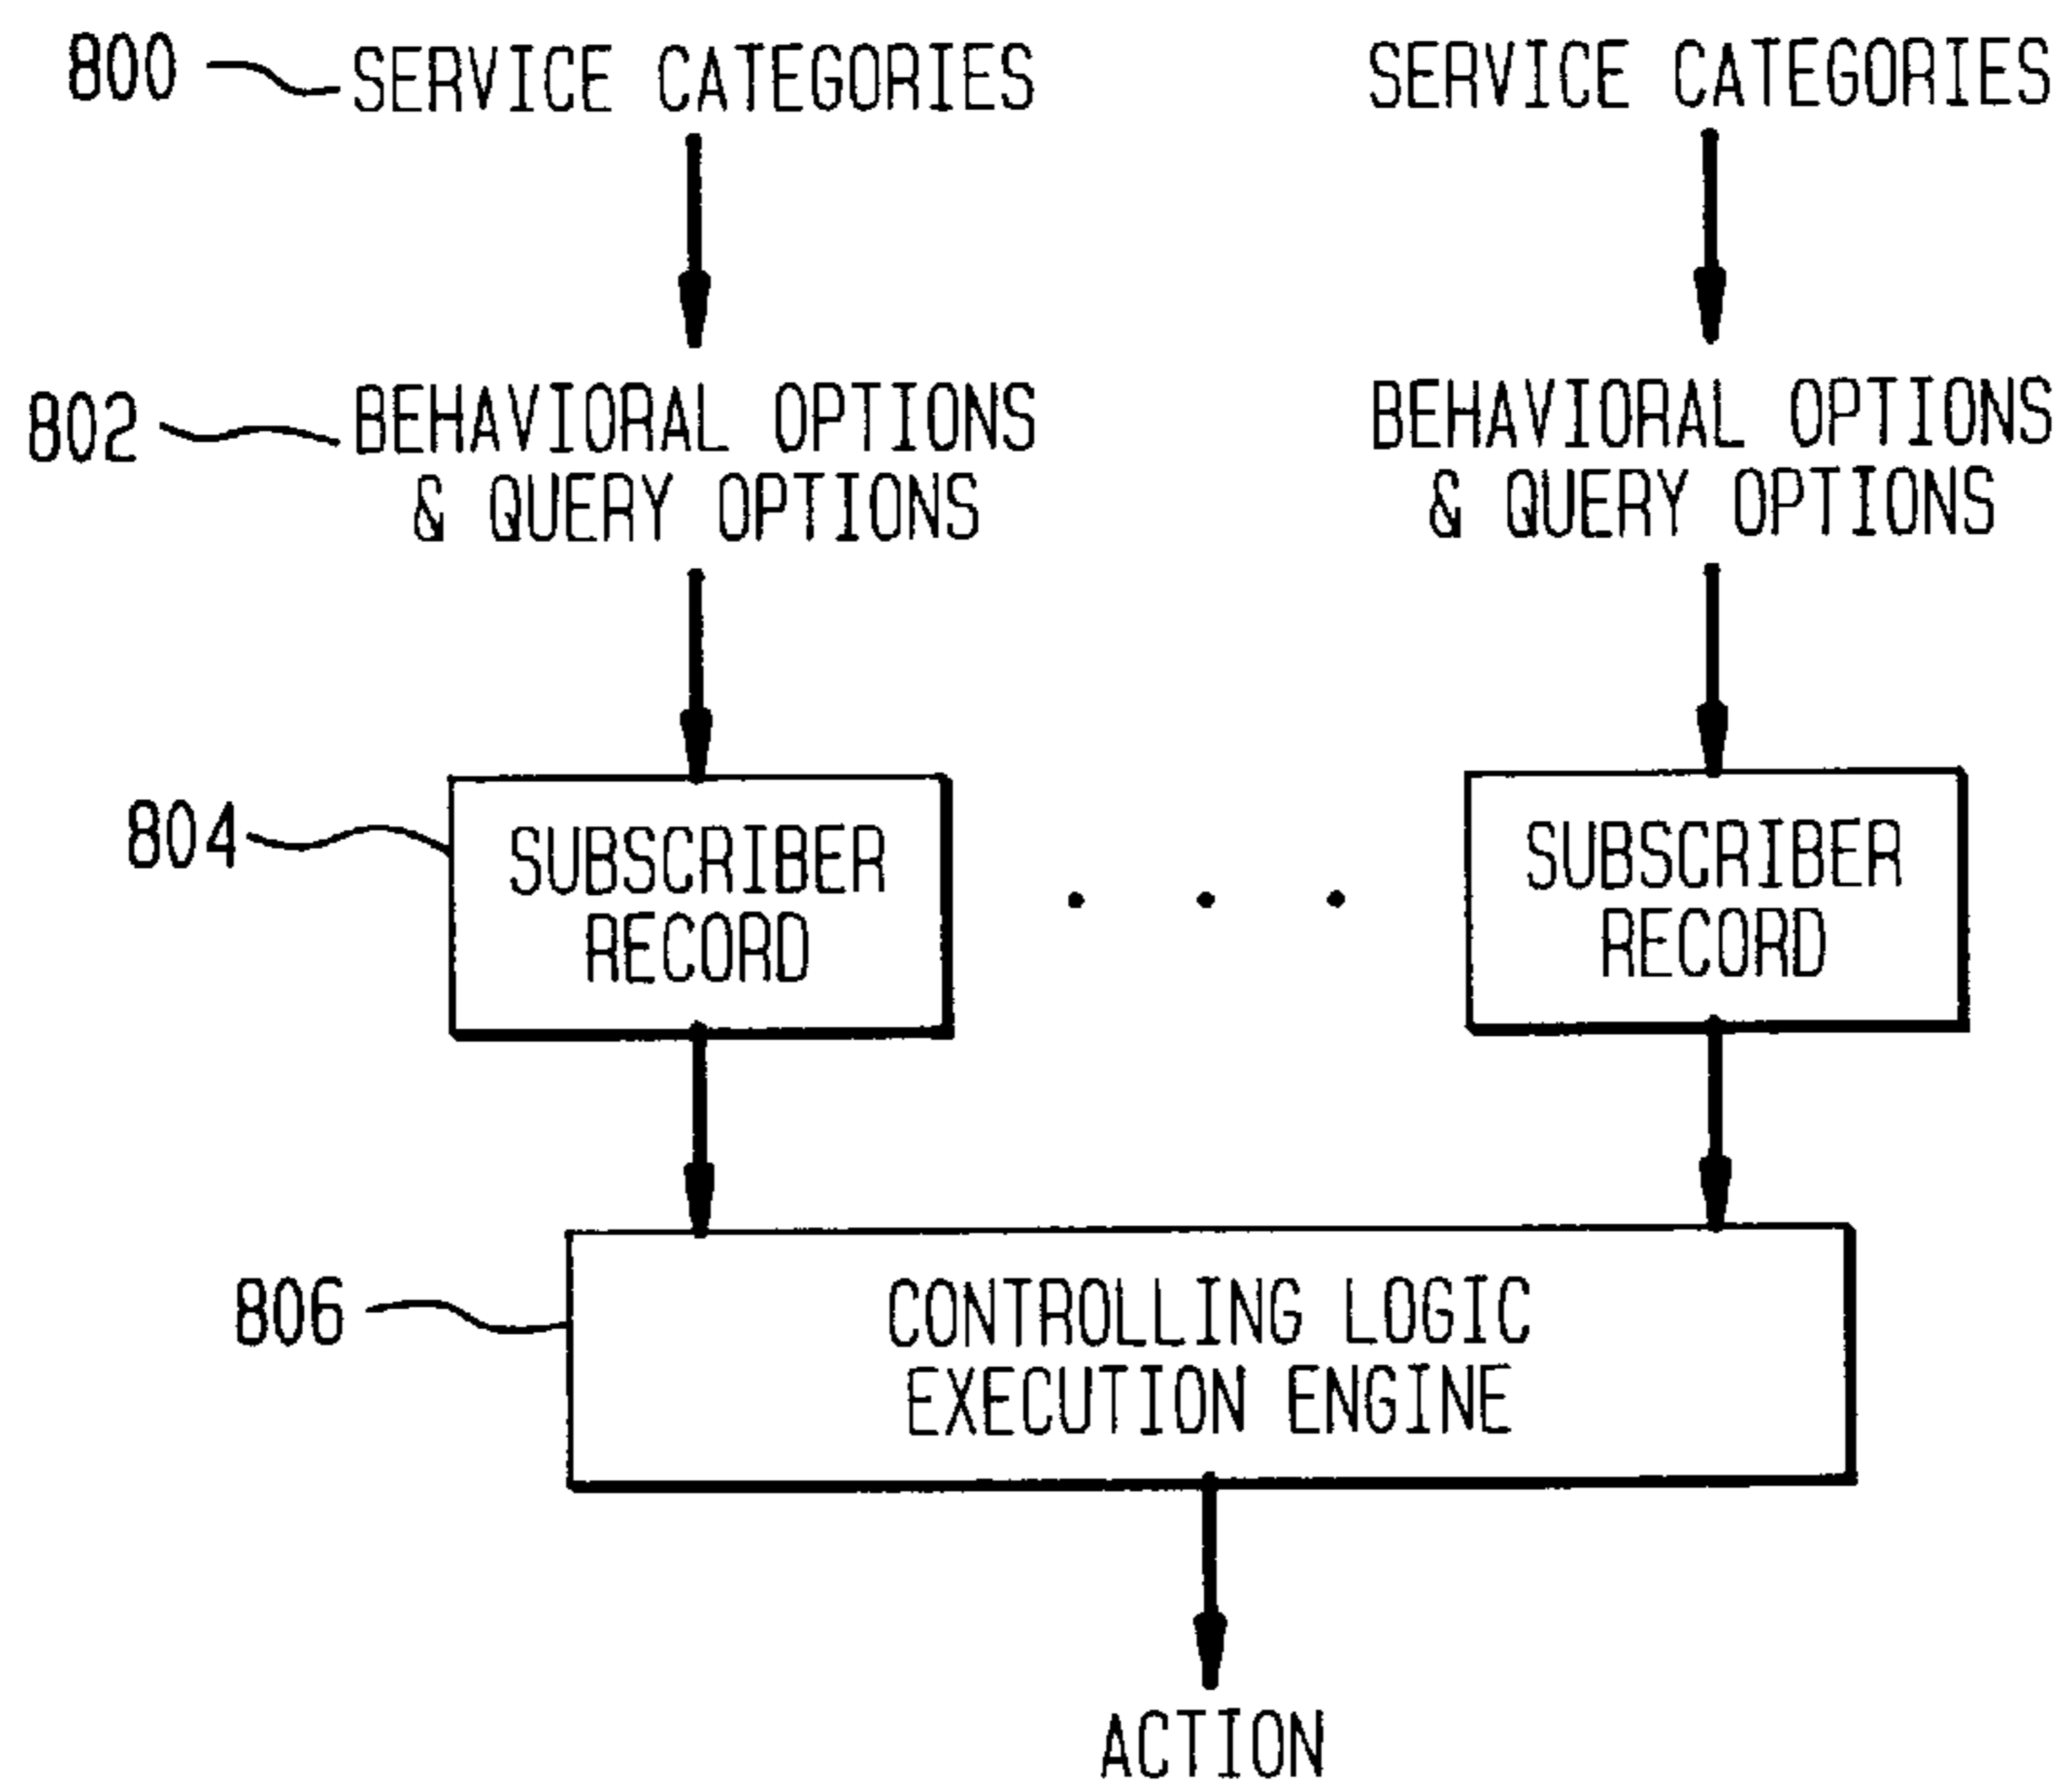 800 SERVICE CATEGORIES SERVICE CATEGORIES
802 BEHAVIORAL OPTIONS BEHAVIORAL OPTIONS
& QUERY OPTIONS & QUERY OPTIONS
804 SUBSCRIBER SUBSCRIBER
RECORD RECORD
806 CONTROLLING LOGIC
EXECUTION ENGINE
ACTION